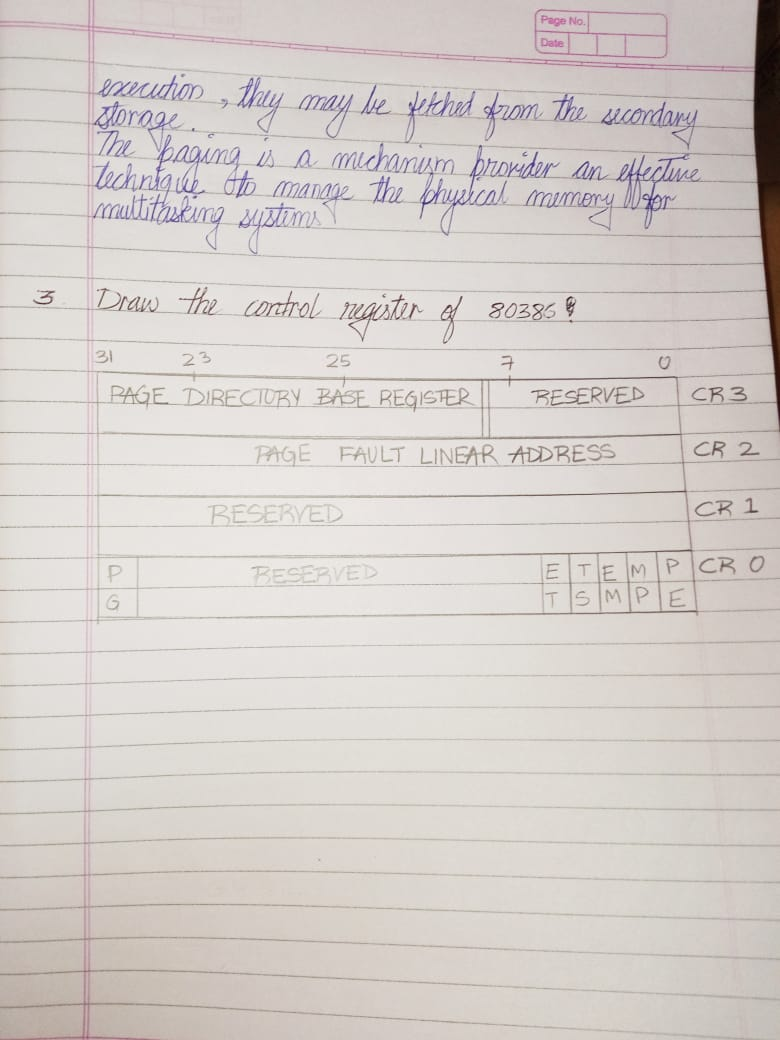 Page No.
Date
execution, they may be fetched from the secondary
storage.
The paging is a mechanism provider an effective
technique to manage the physical memory for
multitasking systems
3 Draw the control register of 80386?
31 23 25 7 0
PAGE DIRECTORY BASE REGISTER RESERVED CR 3
PAGE FAULT LINEAR ADDRESS CR 2
RESERVED CR 1
P RESERVED E T E M P CR 0
G T S M P E